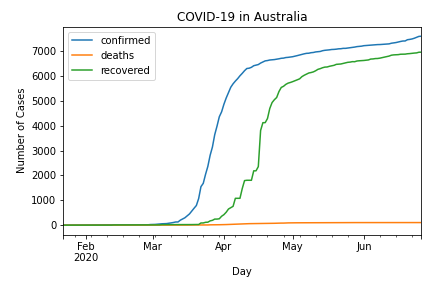 COVID-19 in Australia
confirmed
deaths
recovered
Number of Cases
7000
6000
5000
4000
3000
2000
1000
0
Feb
2020
Mar
Apr
May
Jun
Day